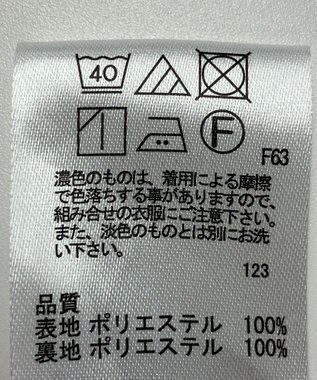 40
F
F63
濃色のものは、着用による摩擦
で色落ちする事がありますので、
組み合せの衣服にご注意下さい。
また、淡色のものとは別にお洗
い下さい。
123
品質
表地 ポリエステル 100%
裏地 ポリエステル 100%